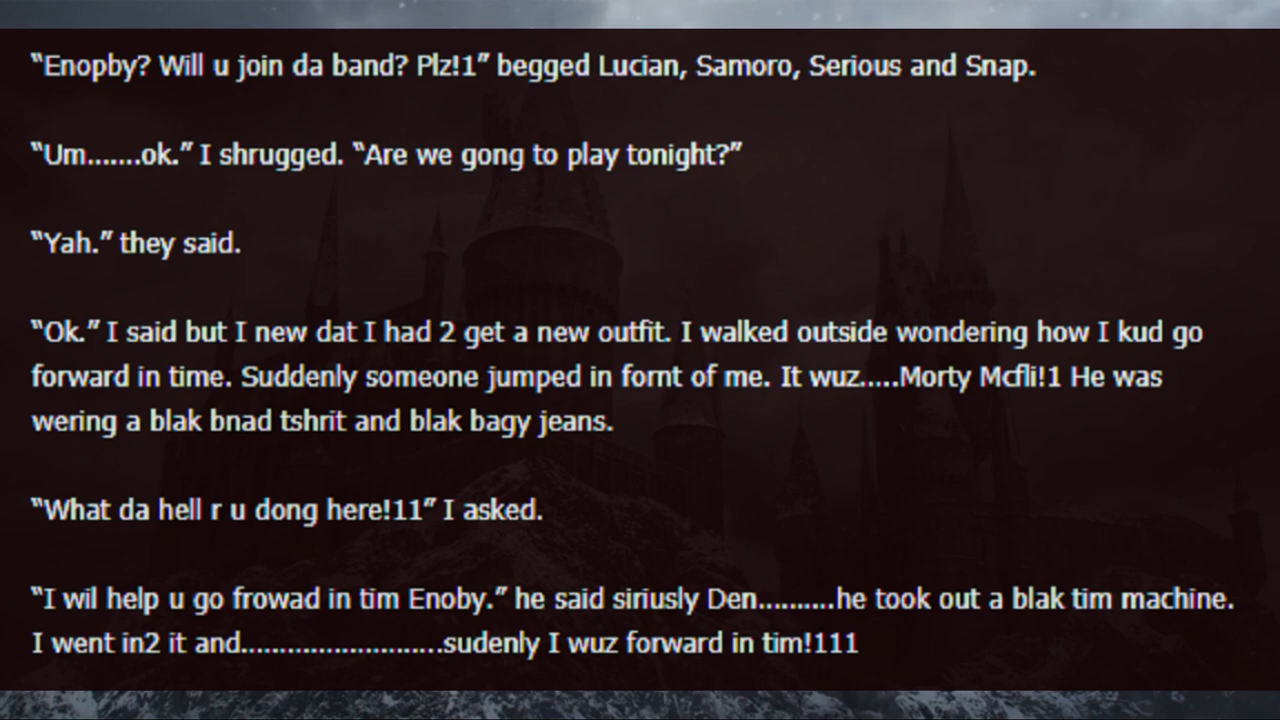 “Enopby? Will u join da band? Plz!1” begged Lucian, Samoro, Serious and Snap.
“Um.......ok.” I shrugged. “Are we gong to play tonight?”
“Yah.” they said.
“Ok.” I said but I new dat I had 2 get a new outfit. I walked outside wondering how I kud go
forward in time. Suddenly someone jumped in fornt of me. It wuz.....Morty Mcfli!1 He was
wering a blak bnad tshrit and blak bagy jeans.
“What da hell r u dong here!11” I asked.
“I wil help u go frowad in tim Enoby.” he said siriusly Den..........he took out a blak tim machine.
I went in2 it and..........................sudenly I wuz forward in tim!111